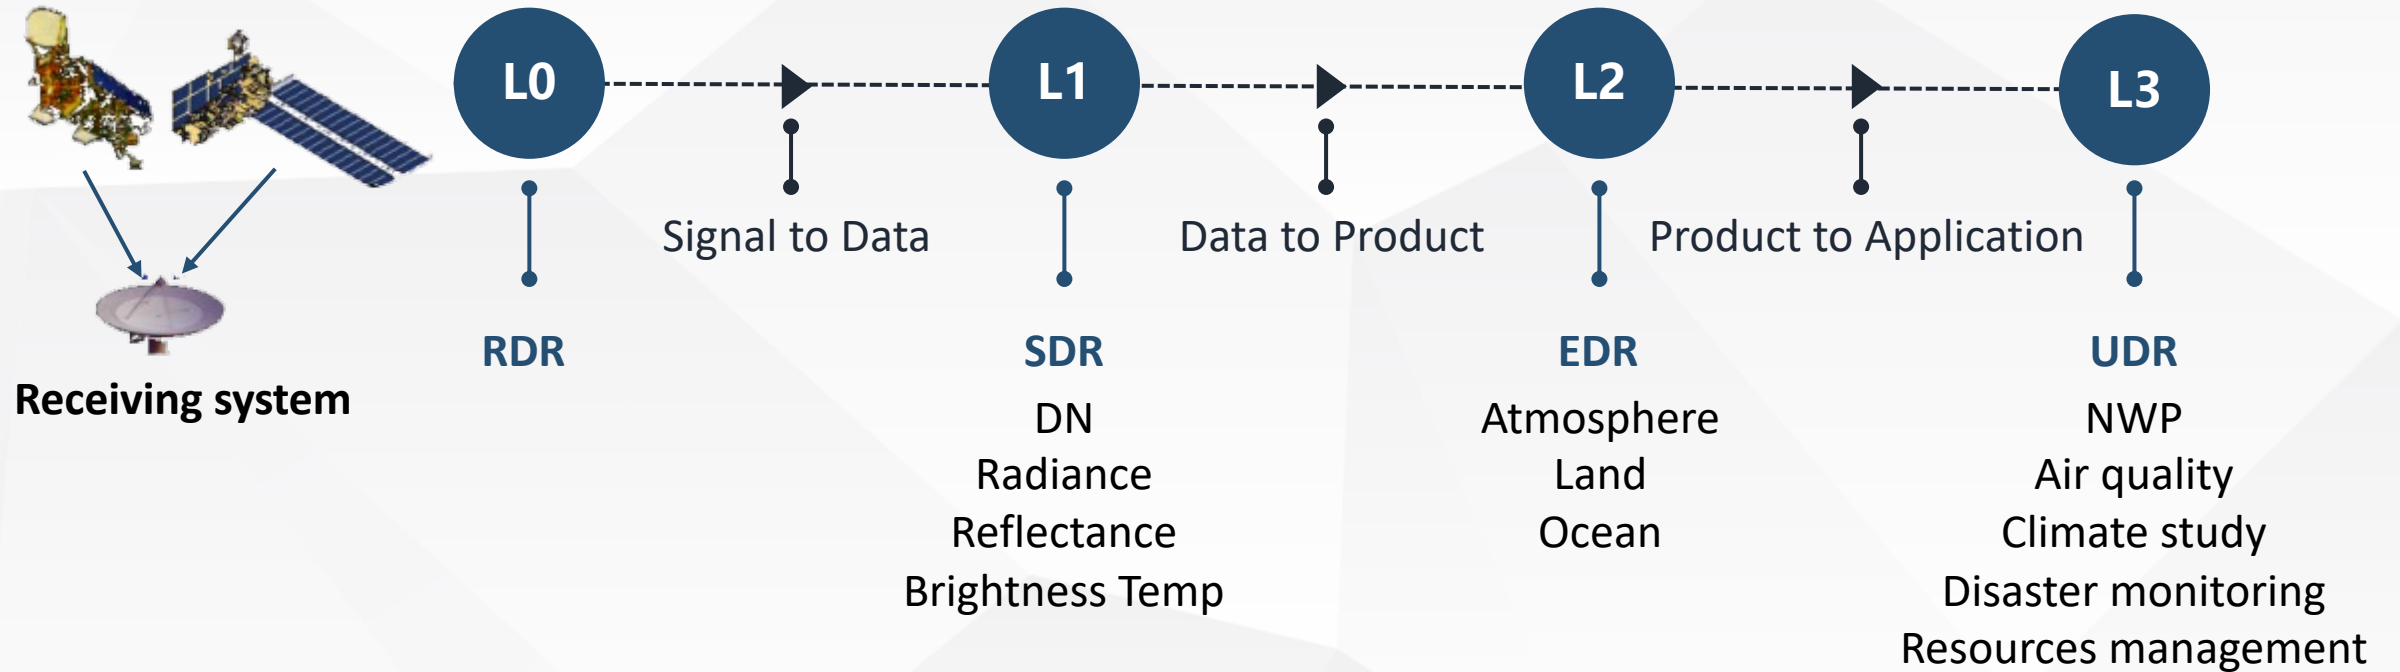 L0
L1
L2
L3
Signal to Data
Data to Product
Product to Application
Receiving system
RDR
SDR
DN
Radiance
Reflectance
Brightness Temp
EDR
Atmosphere
Land
Ocean
UDR
NWP
Air quality
Climate study
Disaster monitoring
Resources management